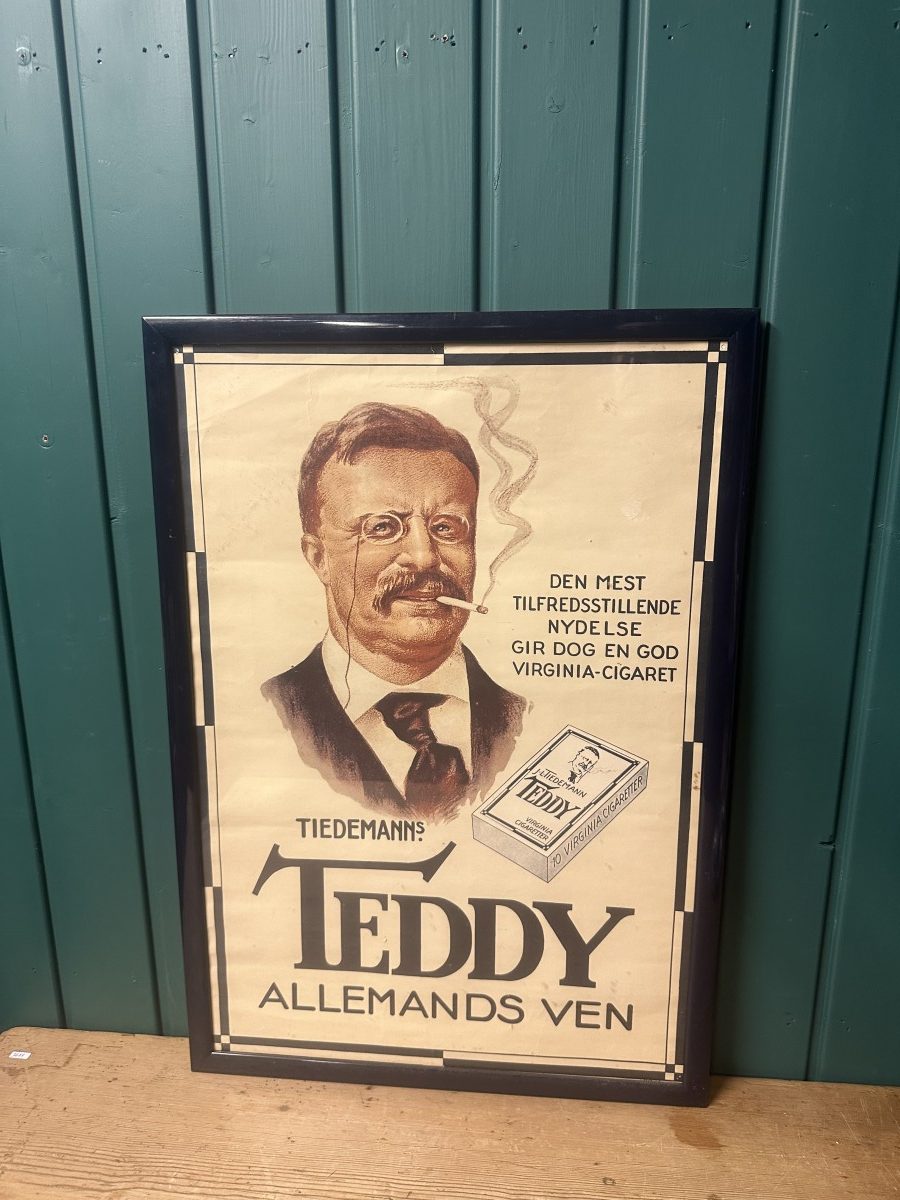 DEN MEST
TILFREDSSTILLENDE
NYDELSE
GIR DOG EN GOD
VIRGINIA-CIGARET
J.L.TIEDEMANN
TEDDY
VIRGINIA
CIGARETTER
10 VIRGINIA CIGARETTER
TIEDEMANNS
TEDDY
ALLEMANDS VEN